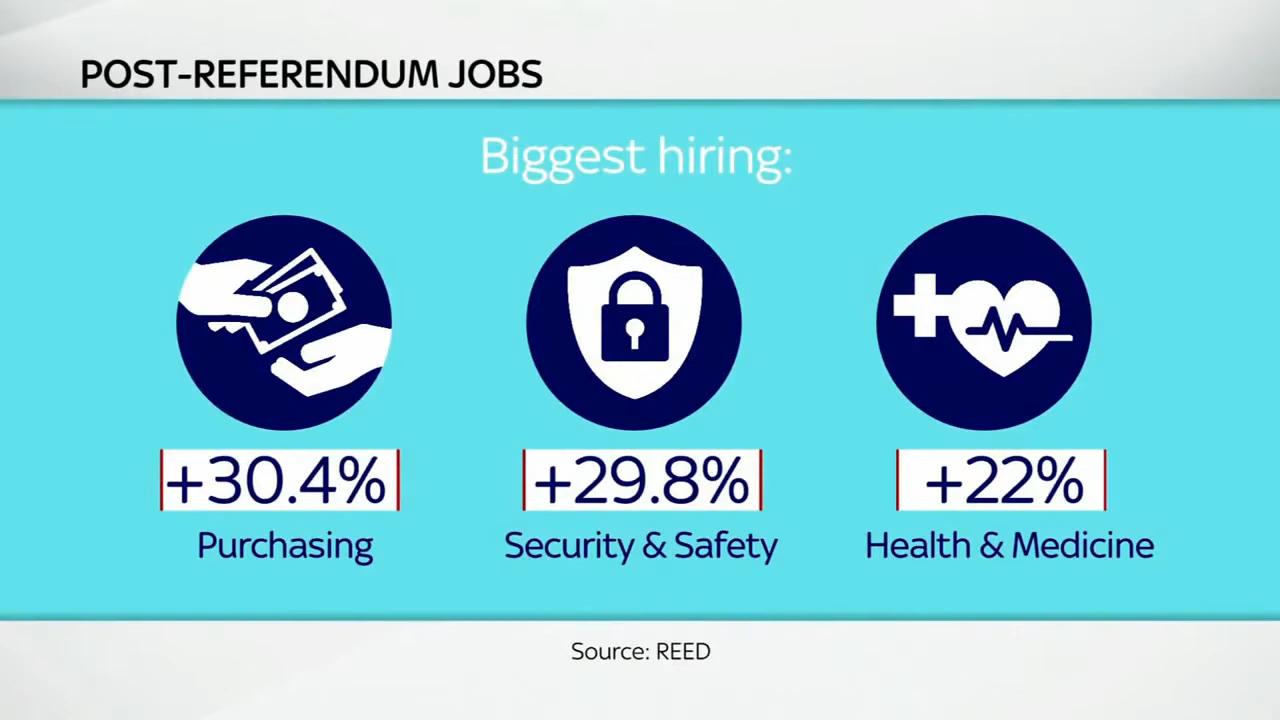 POST-REFERENDUM JOBS
Biggest hiring:
+30.4% +29.8% +22%
Purchasing Security & Safety Health & Medicine
Source: REED